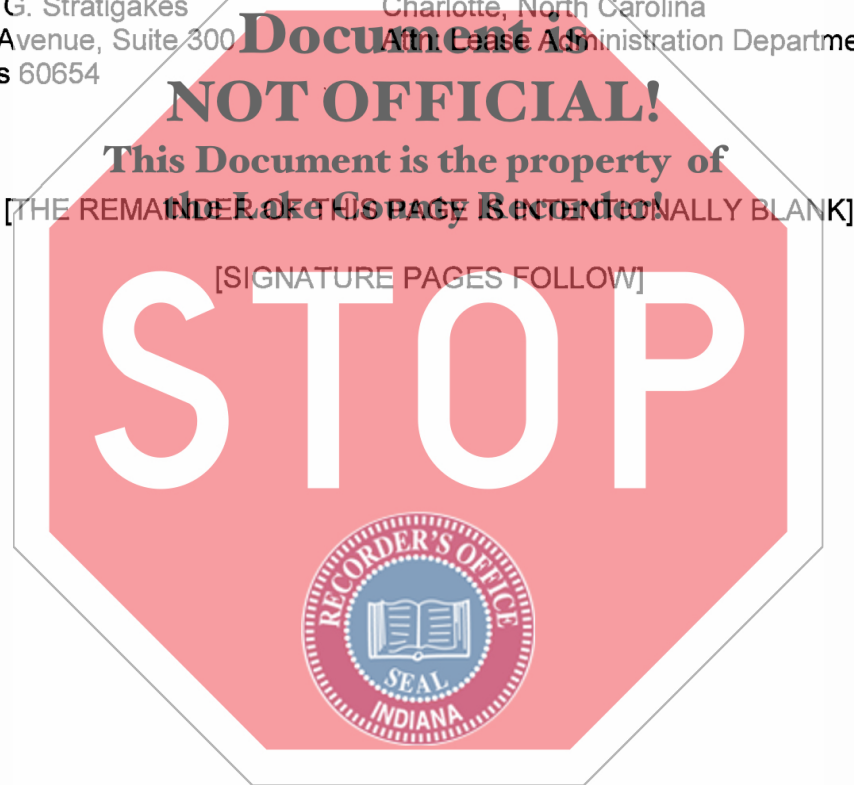 G. Stratigakes
Charlotte, North Carolina
Avenue, Suite 300
Attn: Lease Administration Departme
s 60654
Document is
NOT OFFICIAL!
This Document is the property of
the Lake County Recorder!
[THE REMAINDER OF THIS PAGE IS INTENTIONALLY BLANK]
[SIGNATURE PAGES FOLLOW]
STOP
RECORDER'S OFFICE
SEAL
INDIANA